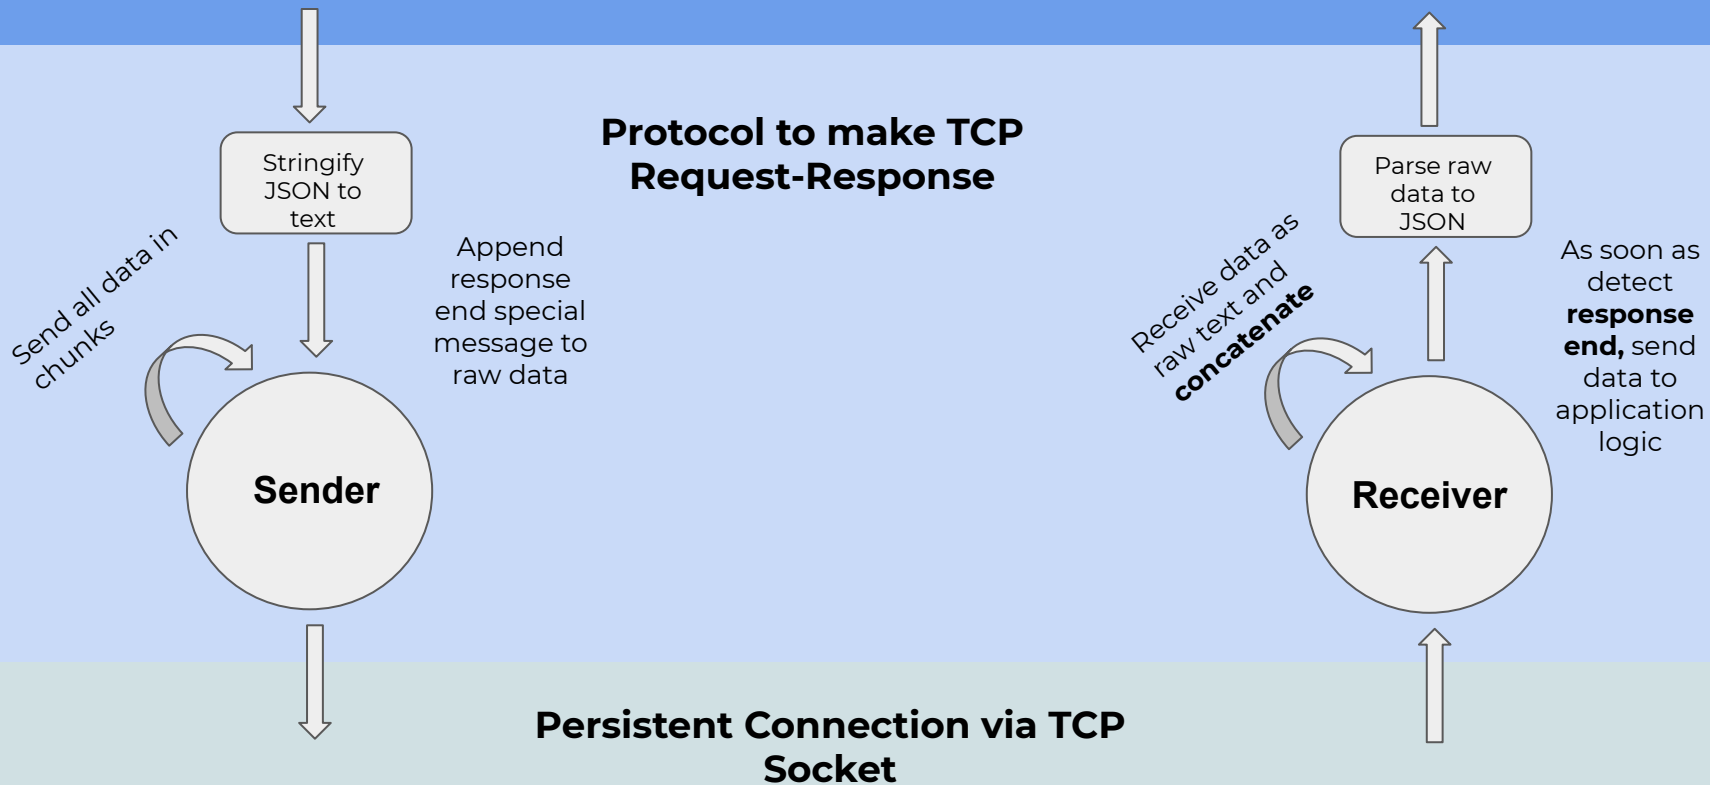 Protocol to make TCP
Request-Response
Stringify
JSON to
text
Send all data in
chunks
Append
response
end special
message to
raw data
Sender
Parse raw
data to
JSON
Receive data as
raw text and
concatenate
As soon as
detect
response
end, send
data to
application
logic
Receiver
Persistent Connection via TCP
Socket